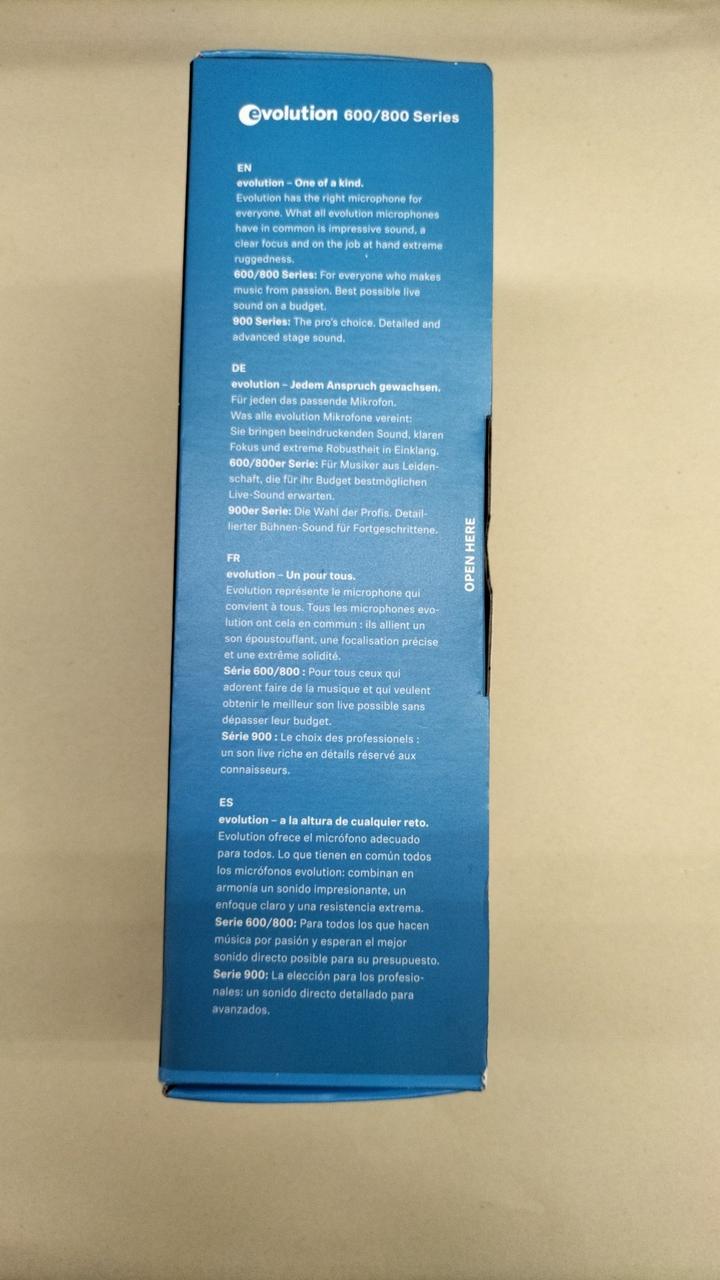 evolution 600/800 Series
EN
evolution – One of a kind.
Evolution has the right microphone for
everyone. What all evolution microphones
have in common is impressive sound, a
clear focus and on the job at hand extreme
ruggedness.
600/800 Series: For everyone who makes
music from passion. Best possible live
sound on a budget.
900 Series: The pro's choice. Detailed and
advanced stage sound.
DE
evolution – Jedem Anspruch gewachsen.
Für jeden das passende Mikrofon.
Was alle evolution Mikrofone vereint:
Sie bringen beeindruckenden Sound, klaren
Fokus und extreme Robustheit in Einklang.
600/800er Serie: Für Musiker aus Leiden-
schaft, die für ihr Budget bestmöglichen
Live-Sound erwarten.
900er Serie: Die Wahl der Profis. Detail-
lierter Bühnen-Sound für Fortgeschrittene.
FR
evolution – Un pour tous.
Evolution représente le microphone qui
convient à tous. Tous les microphones evo-
lution ont cela en commun : ils allient un
son époustouflant, une focalisation précise
et une extrême solidité.
Série 600/800 : Pour tous ceux qui
adorent faire de la musique et qui veulent
obtenir le meilleur son live possible sans
dépasser leur budget.
Série 900 : Le choix des professionels :
un son live riche en détails réservé aux
connaisseurs.
ES
evolution – a la altura de cualquier reto.
Evolution ofrece el micrófono adecuado
para todos. Lo que tienen en común todos
los micrófonos evolution: combinan en
armonía un sonido impresionante, un
enfoque claro y una resistencia extrema.
Serie 600/800: Para todos los que hacen
música por pasión y esperan el mejor
sonido directo posible para su presupuesto.
Serie 900: La elección para los profesio-
nales: un sonido directo detallado para
avanzados.
OPEN HERE